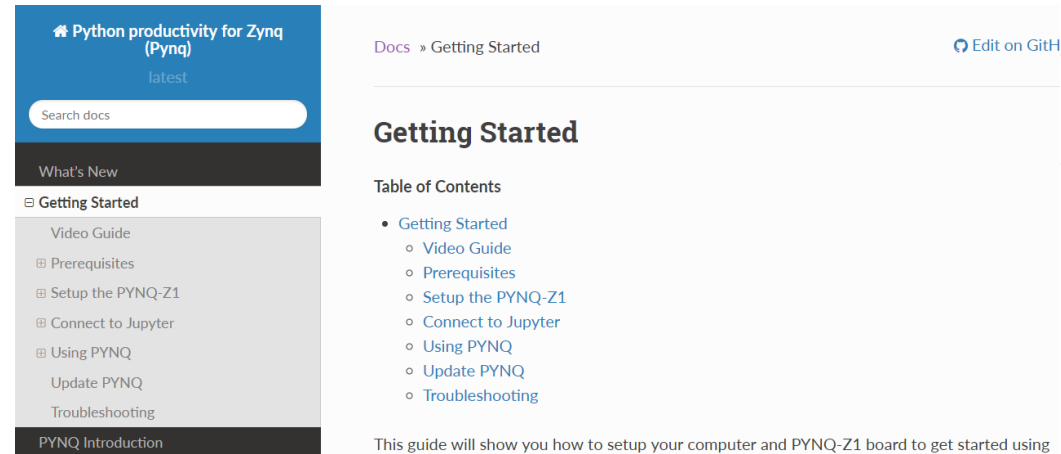 Python productivity for Zynq
(Pynq)
latest
Search docs
What's New
Getting Started
Video Guide
Prerequisites
Setup the PYNQ-Z1
Connect to Jupyter
Using PYNQ
Update PYNQ
Troubleshooting
PYNQ Introduction
Docs » Getting Started
Edit on GitH
Getting Started
Table of Contents
• Getting Started
Video Guide
Prerequisites
Setup the PYNQ-Z1
Connect to Jupyter
Using PYNQ
Update PYNQ
Troubleshooting
This guide will show you how to setup your computer and PYNQ-Z1 board to get started using